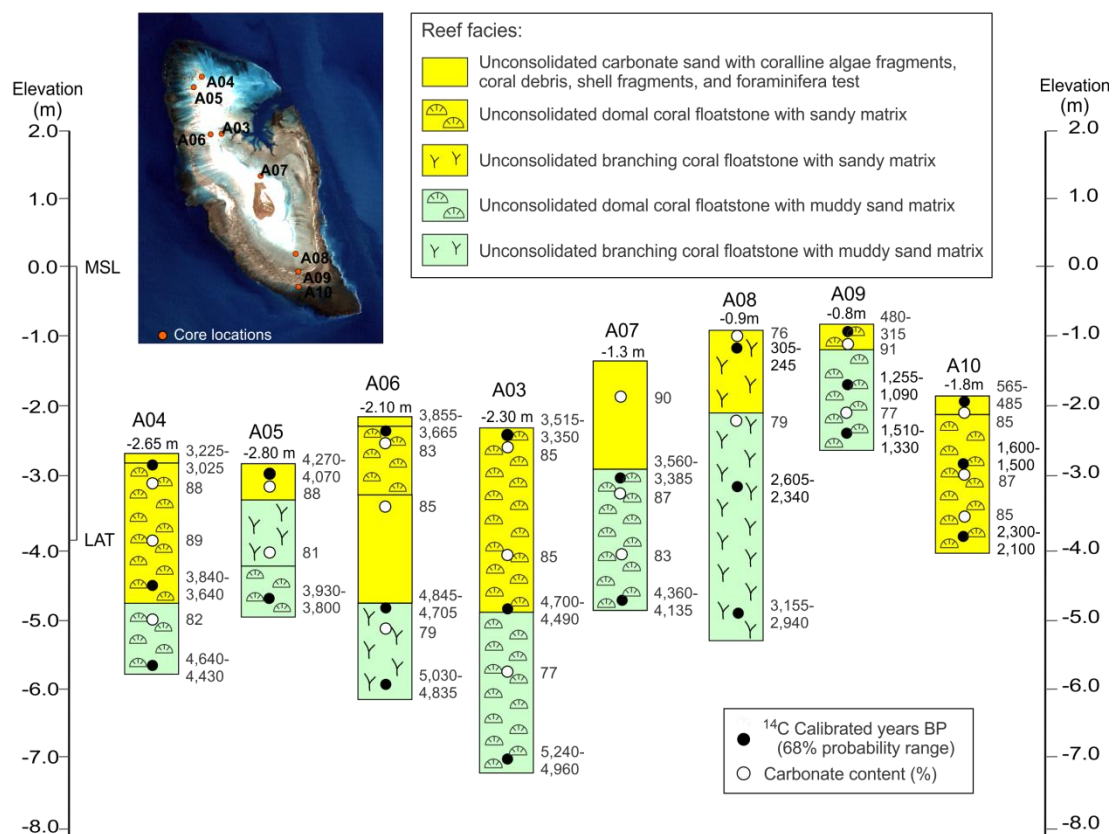 Elevation
(m)
2.0
1.0
0.0
-1.0
-2.0
-3.0
-4.0
-5.0
-6.0
-7.0
-8.0
MSL
LAT
A04
A05
A03
A06
A07
A08
A09
A10
Core locations
Reef facies:
Unconsolidated carbonate sand with coralline algae fragments,
coral debris, shell fragments, and foraminifera test
Unconsolidated domal coral floatstone with sandy matrix
Unconsolidated branching coral floatstone with sandy matrix
Unconsolidated domal coral floatstone with muddy sand matrix
Unconsolidated branching coral floatstone with muddy sand matrix
Elevation
(m)
2.0
1.0
0.0
-1.0
-2.0
-3.0
-4.0
-5.0
-6.0
-7.0
-8.0
A04
-2.65 m
3,225-
3,025
88
89
3,840-
3,640
82
4,640-
4,430
A05
-2.80 m
4,270-
4,070
88
81
3,930-
3,800
A06
-2.10 m
3,855-
3,665
83
85
4,845-
4,705
79
5,030-
4,835
A03
-2.30 m
3,515-
3,350
85
85
4,700-
4,490
77
5,240-
4,960
A07
-1.3 m
90
3,560-
3,385
87
83
4,360-
4,135
A08
-0.9m
76
305-
245
79
2,605-
2,340
3,155-
2,940
A09
-0.8m
480-
315
91
1,255-
1,090
77
1,510-
1,330
A10
-1.8m
565-
485
85
1,600-
1,500
87
85
2,300-
2,100
14C Calibrated years BP
(68% probability range)
Carbonate content (%)